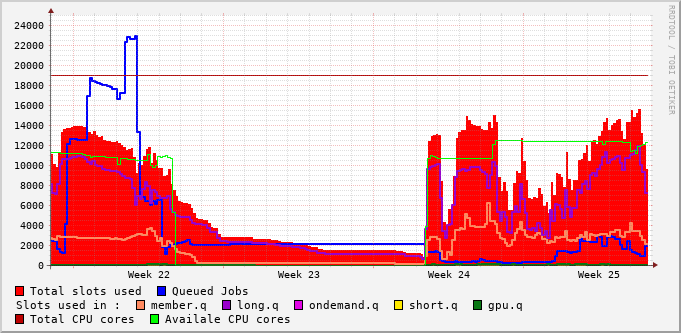 24000
22000
20000
18000
16000
14000
12000
10000
8000
6000
4000
2000
0
Week 22 Week 23 Week 24 Week 25
RRDTOOL / TOBI OETIKER
Total slots used Queued Jobs
Slots used in : member.q long.q ondemand.q short.q gpu.q
Total CPU cores Availale CPU cores